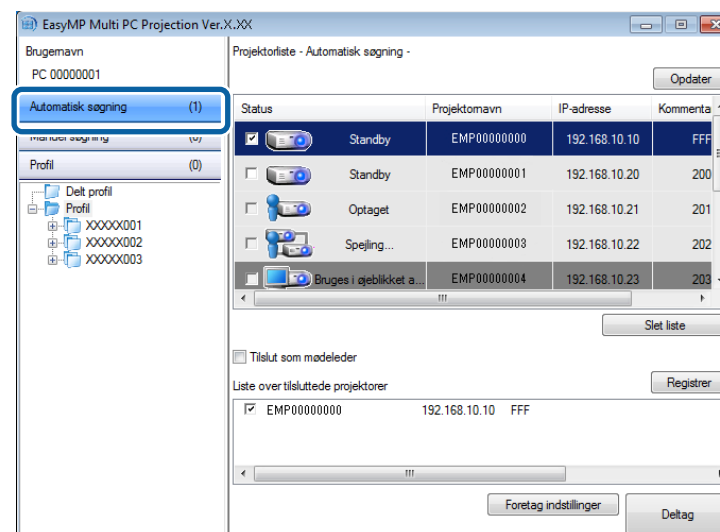 EasyMP Multi PC Projection Ver.X.XX
Brugernavn
PC 00000001
Automatisk søgning (1)
Manuel søgning (0)
Profil (0)
Delt profil
Profil
XXXXX001
XXXXX002
XXXXX003
Projektorliste - Automatisk søgning -
Opdater
Status Projektornavn IP-adresse Kommenta
Standby EMP00000000 192.168.10.10 FFF
Standby EMP00000001 192.168.10.20 200
Optaget EMP00000002 192.168.10.21 201
Spejling... EMP00000003 192.168.10.22 202
Bruges i øjeblikket a... EMP00000004 192.168.10.23 203
Slet liste
Tilslut som mødeleder
Liste over tilsluttede projektorer
Registrer
EMP00000000 192.168.10.10 FFF
Foretag indstillinger
Deltag